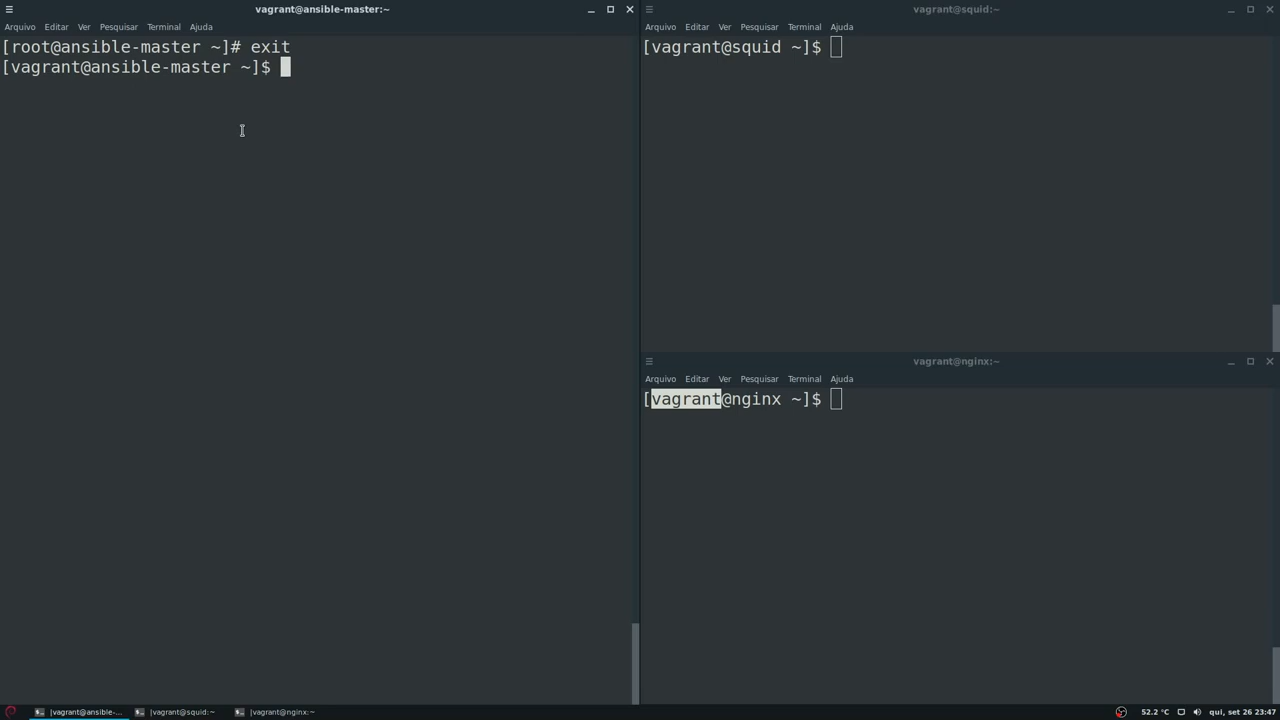 vagrant@ansible-master:~
Arquivo Editar Ver Pesquisar Terminal Ajuda
[root@ansible-master ~]# exit
[vagrant@ansible-master ~]$
vagrant@squid:~
Arquivo Editar Ver Pesquisar Terminal Ajuda
[vagrant@squid ~]$
vagrant@nginx:~
Arquivo Editar Ver Pesquisar Terminal Ajuda
[vagrant@nginx ~]$
[vagrant@ansible-... [vagrant@squid:~ [vagrant@nginx:~ 52.2 °C qui, set 26 23:47